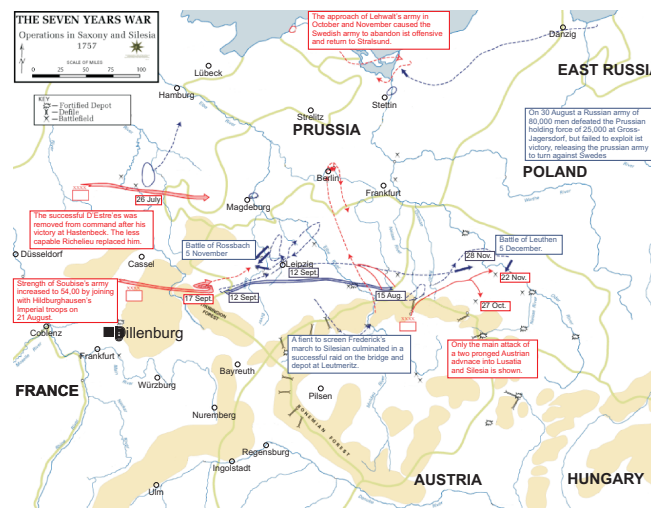 THE SEVEN YEARS WAR
Operations in Saxony and Silesia
1757
N
SCALE OF MILES
0 25 50 75 100
KEY
Fortified Depot
Defile
Battlefield
The approach of Lehwalt's army in
October and November caused the
Swedish army to abandon ist offensive
and return to Stralsund.
Dänzig
EAST RUSSI
Lübeck
Hamburg
Stettin
Strelitz
PRUSSIA
On 30 August a Russian army of
80,000 man defeated the Prussian
holding force of 25,000 at Gross-
Jagersdorf, but failed to exploit ist
victory, releasing the prussian army
to turn against Swedes
POLAND
Berlin
Frankfurt
26 July
Magdeburg
The successful D'Estre'es was
removed from command after his
victory at Hastenbeck. The less
capable Richelieu replaced him.
Battle of Rossbach
5 November
Battle of Leuthen
5 December.
Düsseldorf
Cassel
Leipzig
12 Sept.
28 Nov.
22 Nov.
Strength of Soubise's army
increased to 54,00 by joining
with Hildburghausen's
Imperial troops on
21 August.
17 Sept.
12 Sept.
15 Aug.
27 Oct.
XXXX
THURINGIAN
FOREST
Coblenz
Dillenburg
A fient to screen Frederick's
march to Silesia culminated in a
successful raid on the bridge and
depot at Leutmeritz.
Only the main attack of
a two pronged Austrian
advnace into Lusata
and Silesia is shown.
Frankfurt
Bayreuth
FRANCE
Würzburg
Pilsen
Nuremburg
BOHEMIAN FOREST
Regensburg
Ingolstadt
Ulm
AUSTRIA
HUNGARY